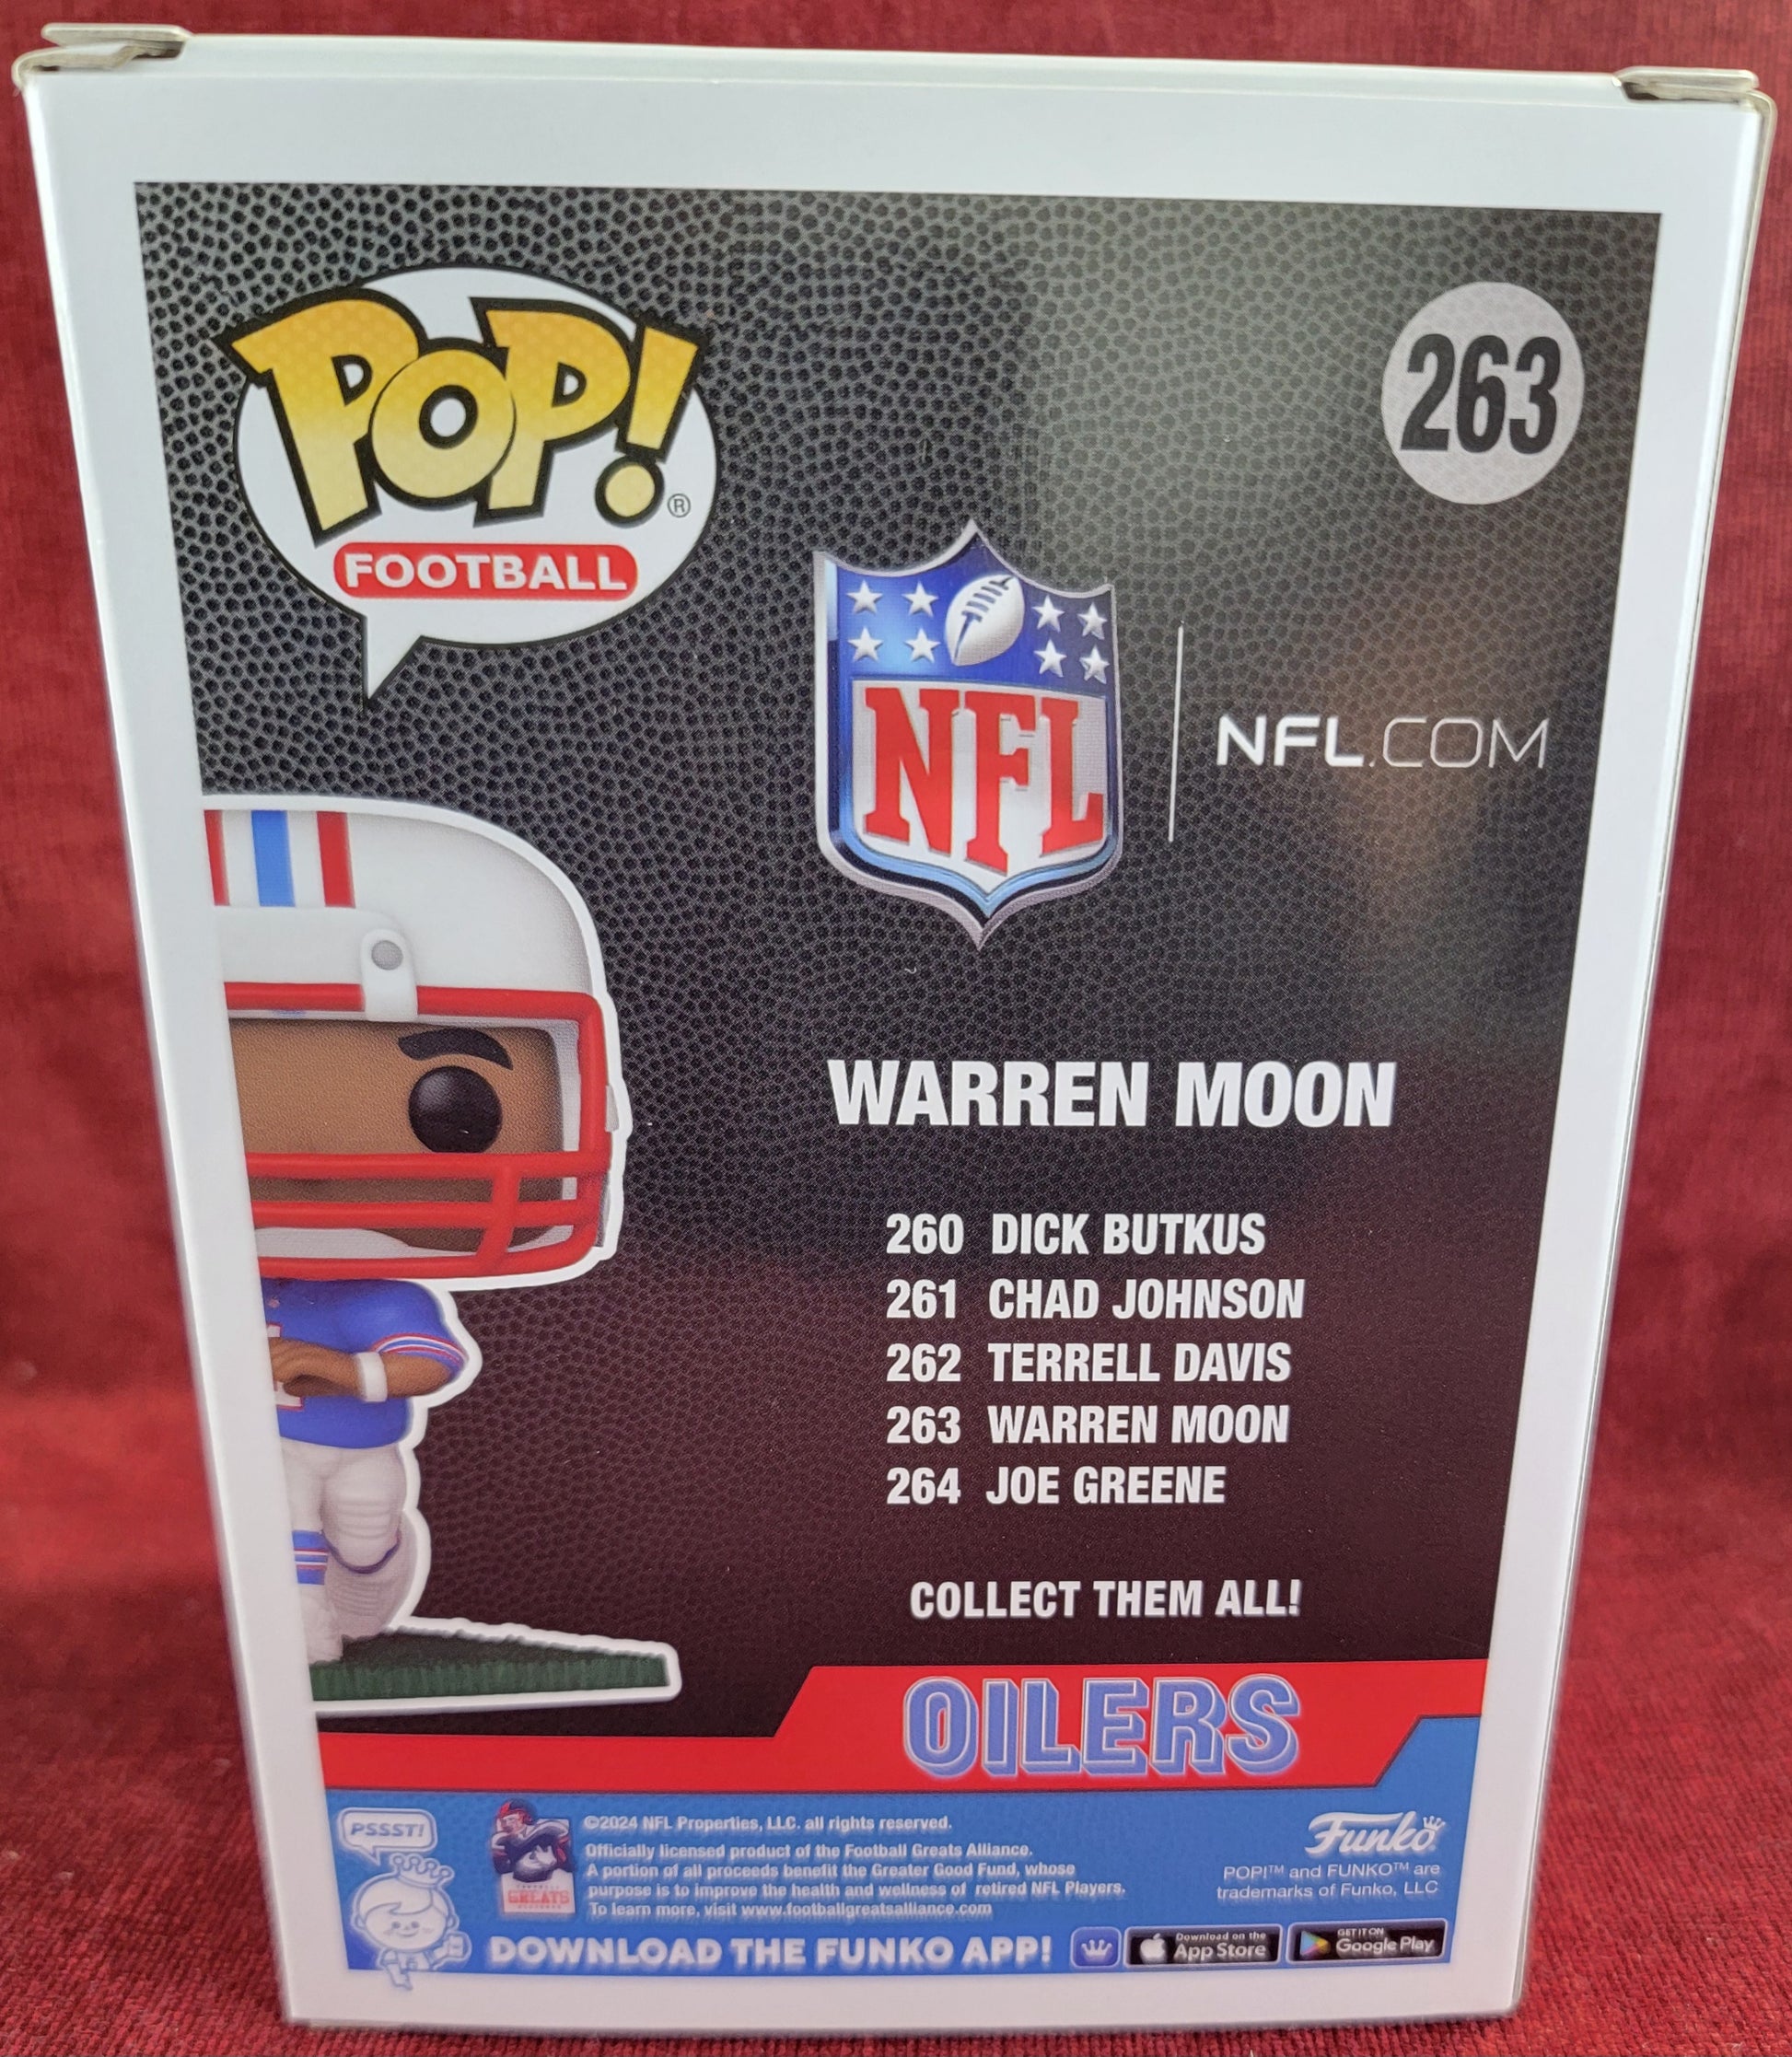 POP!®
FOOTBALL
263
NFL
NFL.COM
WARREN MOON
260 DICK BUTKUS
261 CHAD JOHNSON
262 TERRELL DAVIS
263 WARREN MOON
264 JOE GREENE
COLLECT THEM ALL!
OILERS
PSSST!
©2024 NFL Properties, LLC. all rights reserved.
Officially licensed product of the Football Greats Alliance.
A portion of all proceeds benefit the Greater Good Fund, whose
purpose is to improve the health and wellness of retired NFL Players.
To learn more, visit www.footballgreatsalliance.com
GREATS
Funko
POP!™ and FUNKO™ are
trademarks of Funko, LLC
DOWNLOAD THE FUNKO APP!
Download on the
App Store
GET IT ON
Google Play